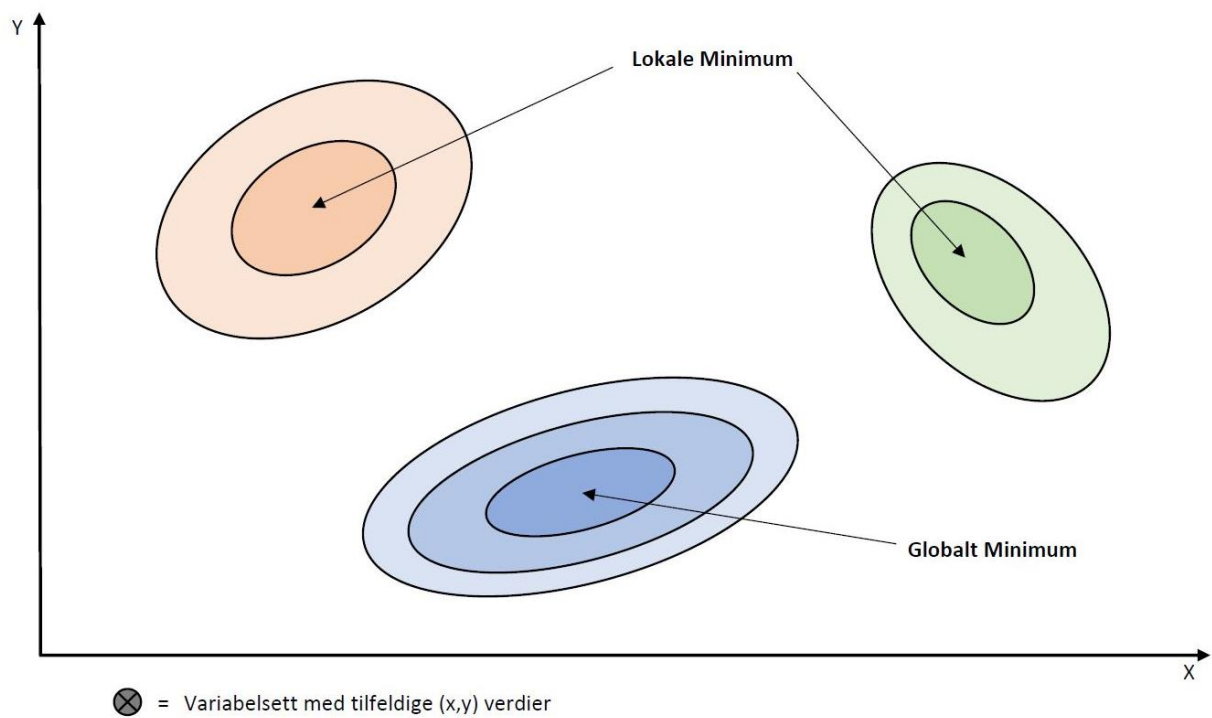 Y
Lokale Minimum
Globalt Minimum
X
= Variabelsett med tilfeldige (x,y) verdier